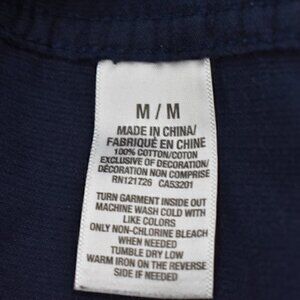 M / M
MADE IN CHINA/
FABRIQUÉ EN CHINE
100% COTTON/COTON
EXCLUSIVE OF DECORATION/
DÉCORATION NON COMPRISE
RN121726 CA53201
TURN GARMENT INSIDE OUT
MACHINE WASH COLD WITH
LIKE COLORS
ONLY NON-CHLORINE BLEACH
WHEN NEEDED
TUMBLE DRY LOW
WARM IRON ON THE REVERSE
SIDE IF NEEDED